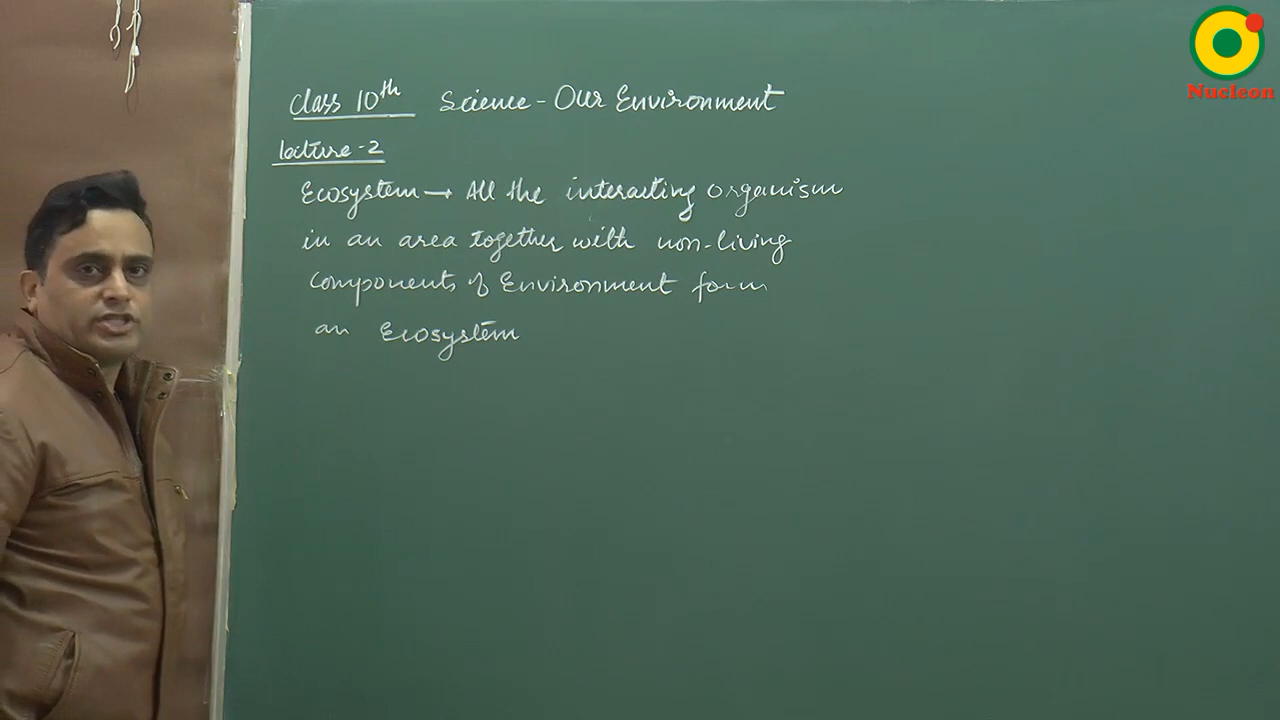 Class 10th Science - Our Environment
Lecture - 2
Ecosystem → All the interacting organism
in an area together with non-living
components of Environment form
an Ecosystem
Nucleon